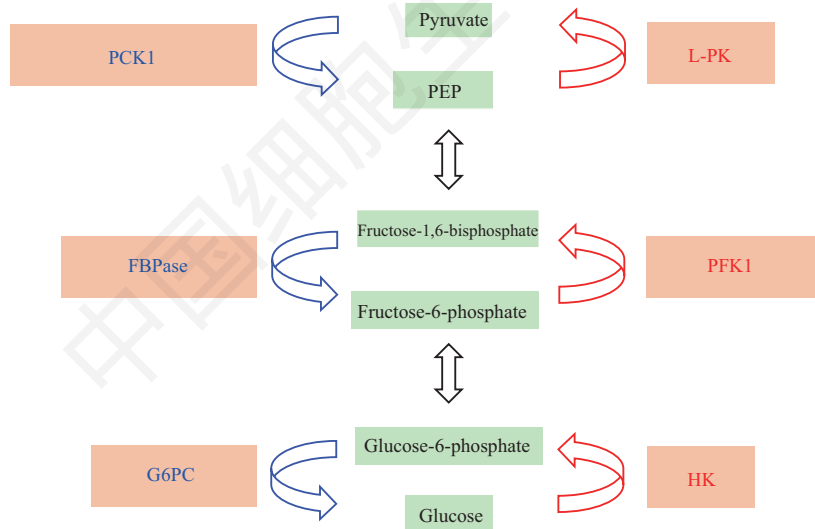 Pyruvate
PCK1
L-PK
PEP
Fructose-1,6-bisphosphate
FBPase
PFK1
Fructose-6-phosphate
Glucose-6-phosphate
G6PC
HK
Glucose
中国细胞生